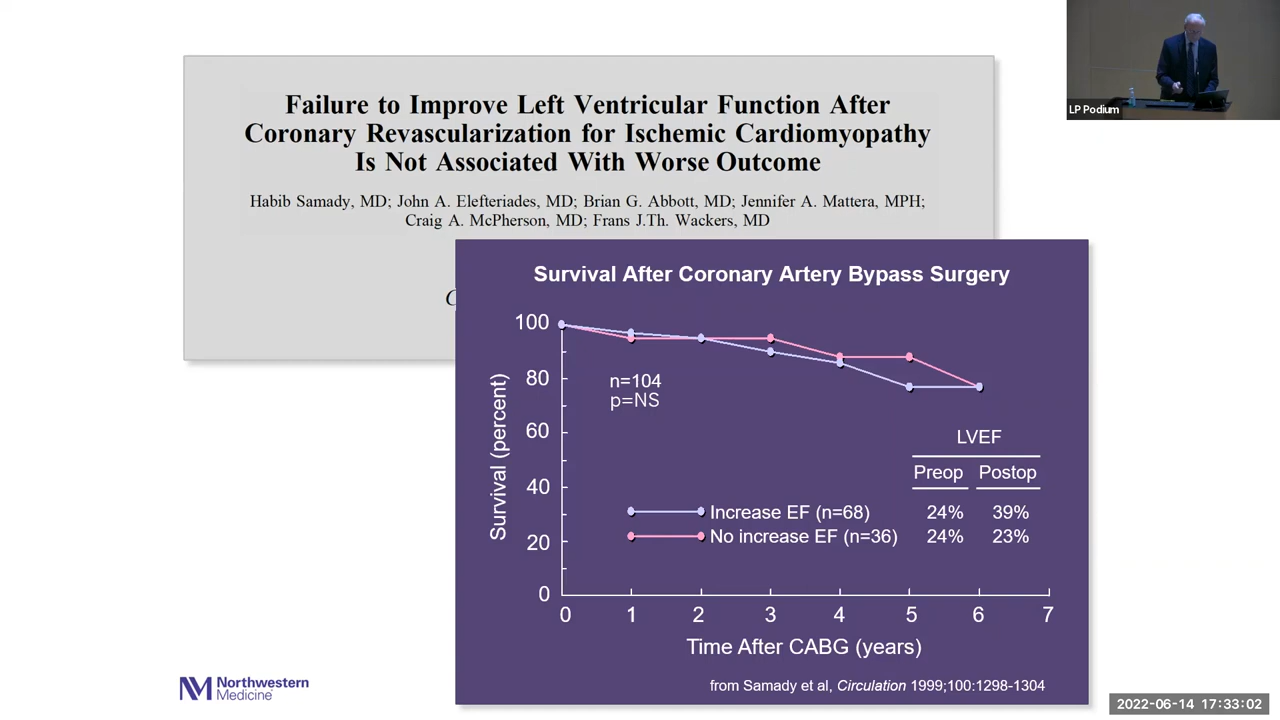 Failure to Improve Left Ventricular Function After
Coronary Revascularization for Ischemic Cardiomyopathy
Is Not Associated With Worse Outcome
Habib Samady, MD; John A. Elefteriades, MD; Brian G. Abbott, MD; Jennifer A. Mattera, MPH;
Craig A. McPherson, MD; Frans J.Th. Wackers, MD
C
LP Podium
Survival After Coronary Artery Bypass Surgery
Survival (percent)
100
80
60
40
20
0
n=104
p=NS
LVEF
Preop Postop
Increase EF (n=68) 24% 39%
No increase EF (n=36) 24% 23%
0 1 2 3 4 5 6 7
Time After CABG (years)
from Samady et al, Circulation 1999;100:1298-1304
NM Northwestern
Medicine
2022-06-14 17:33:02